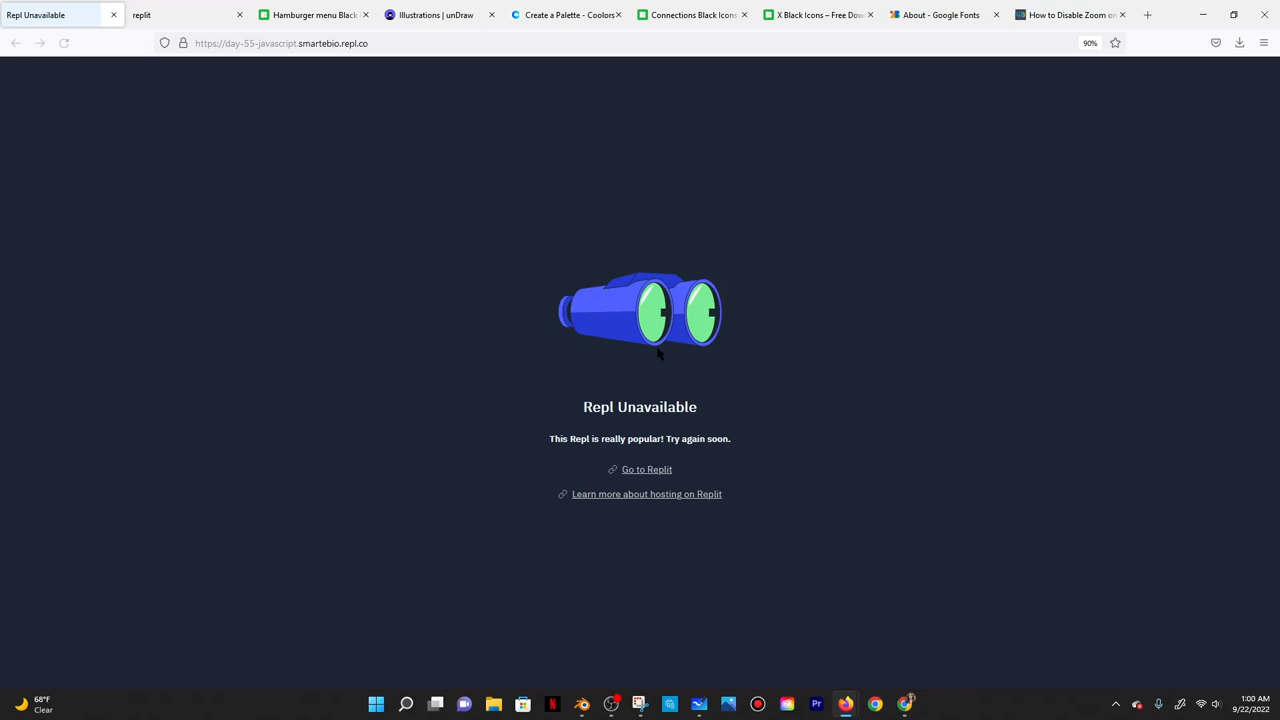 Repl Unavailable
replit
Hamburger menu Black
Illustrations | unDraw
Create a Palette - Coolors
Connections Black Icons
X Black Icons – Free Dow
About - Google Fonts
How to Disable Zoom on
https://day-55-javascript.smartebio.repl.co
90%
Repl Unavailable
This Repl is really popular! Try again soon.
Go to Replit
Learn more about hosting on Replit
68°F
Clear
N
Pr
1:00 AM
9/22/2022